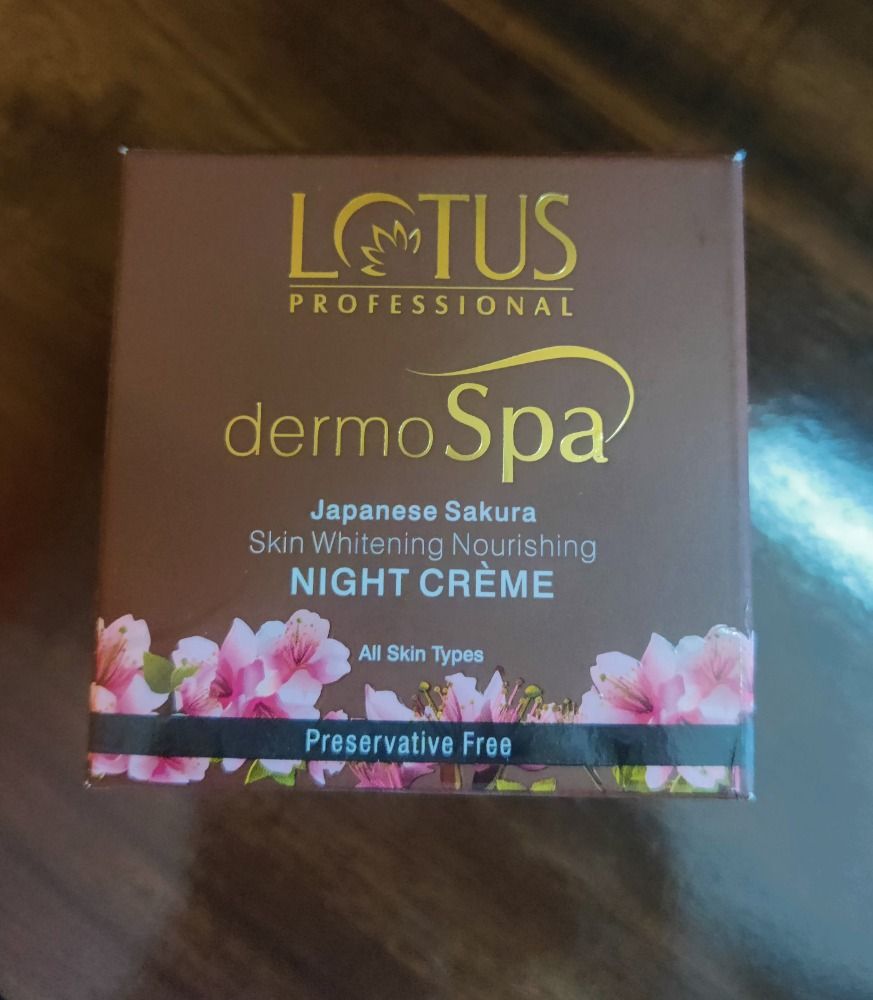 LOTUS
PROFESSIONAL
dermoSpa
Japanese Sakura
Skin Whitening Nourishing
NIGHT CRÈME
All Skin Types
Preservative Free